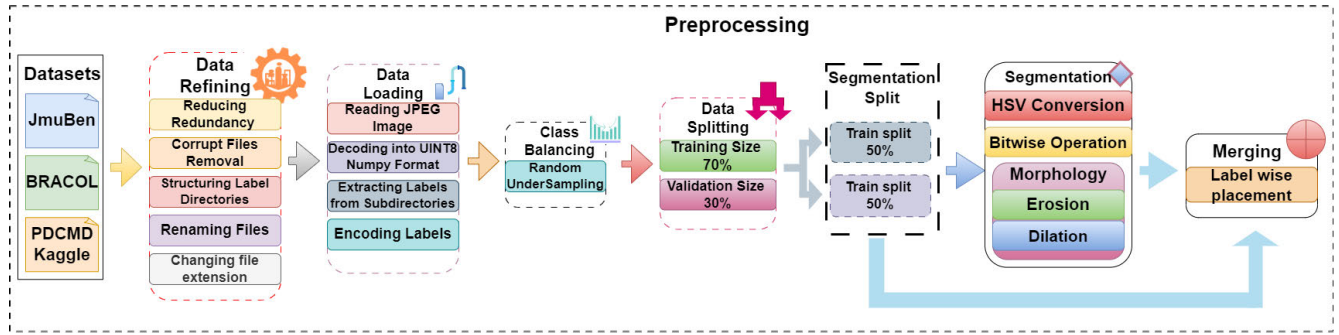 Preprocessing
Datasets
JmuBen
BRACOL
PDCMD
Kaggle
Data
Refining
Reducing
Redundancy
Corrupt Files
Removal
Structuring Label
Directories
Renaming Files
Changing file
extension
Data
Loading
Reading JPEG
Image
Decoding into UINT8
Numpy Format
Extracting Labels
from Subdirectories
Encoding Labels
Class
Balancing
Random
UnderSampling
Data
Splitting
Training Size
70%
Validation Size
30%
Segmentation
Split
Train split
50%
Train split
50%
Segmentation
HSV Conversion
Bitwise Operation
Morphology
Erosion
Dilation
Merging
Label wise
placement